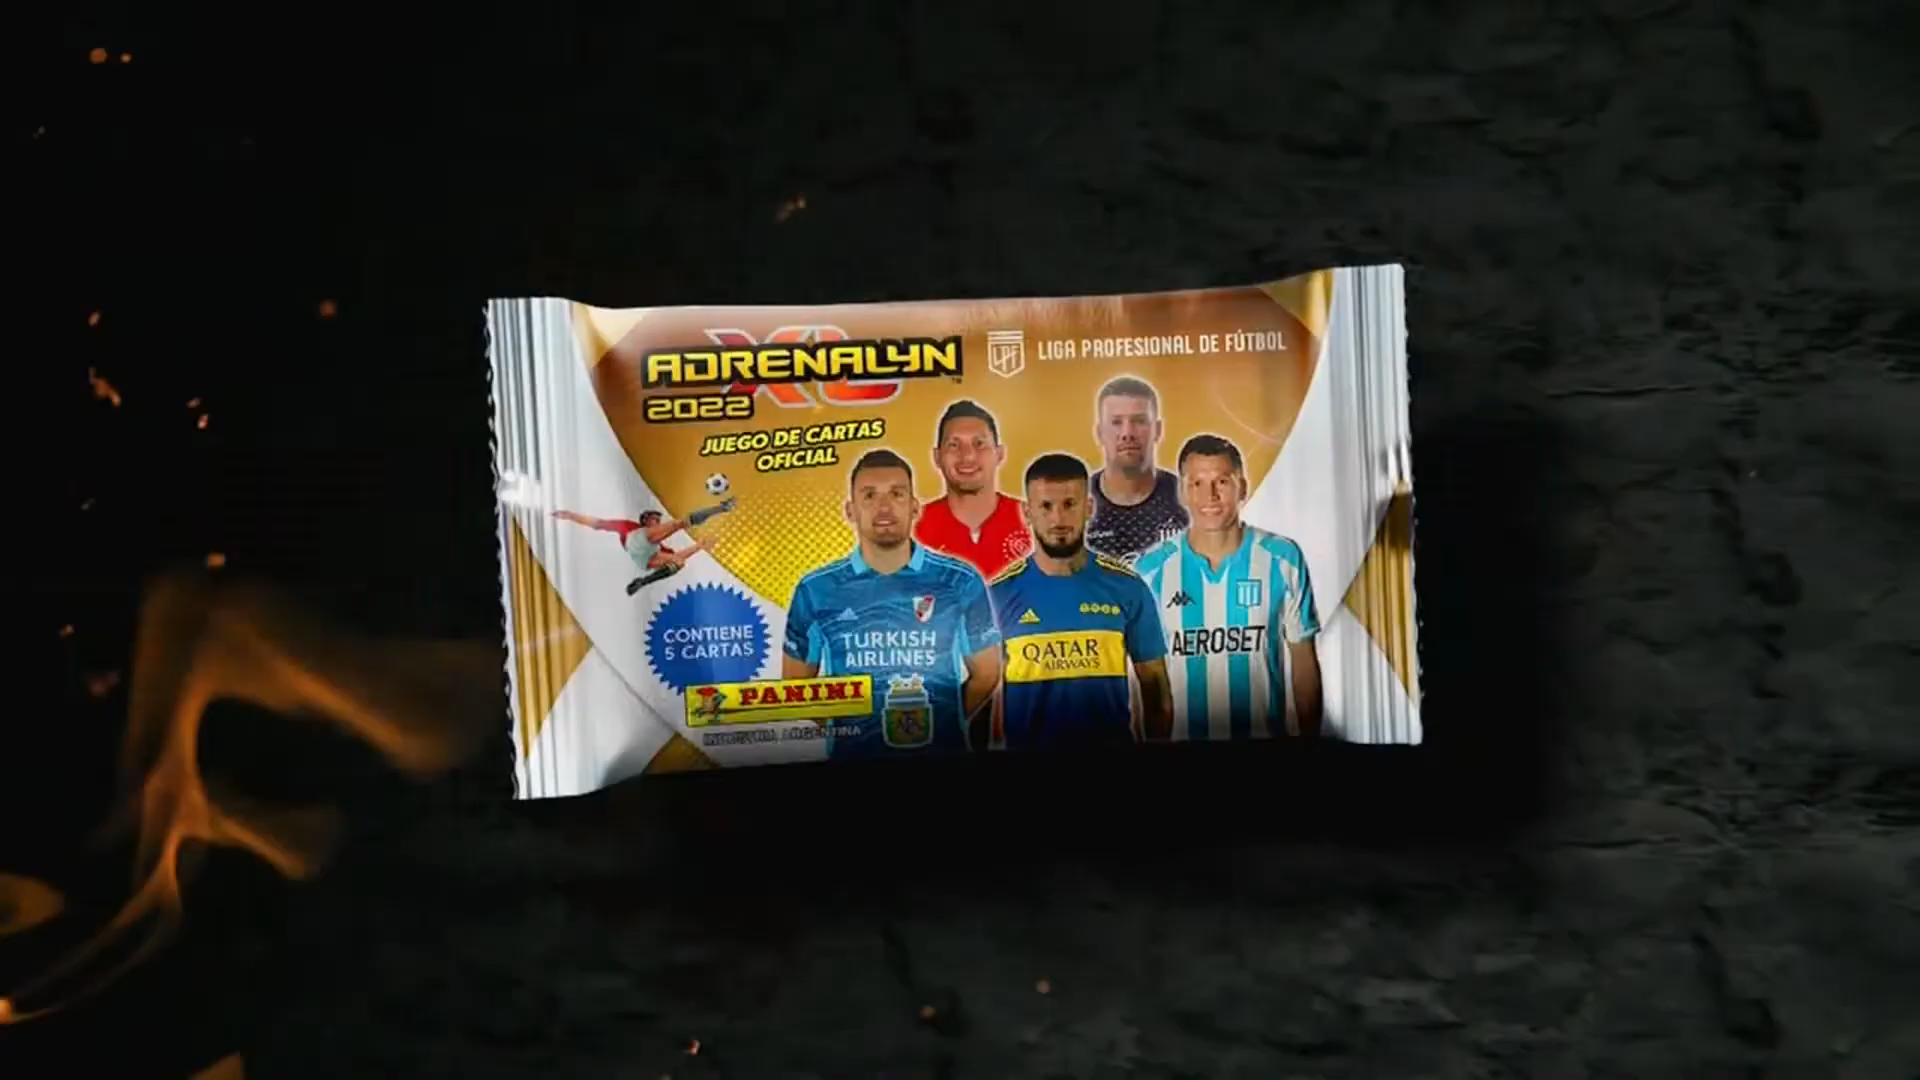 XL
ADRENALYN
™
2022
JUEGO DE CARTAS
OFICIAL
LPF
LIGA PROFESIONAL DE FÚTBOL
CONTIENE
5 CARTAS
PANINI
INDUSTRIA ARGENTINA
TURKISH
AIRLINES
QATAR
AIRWAYS
AEROSET